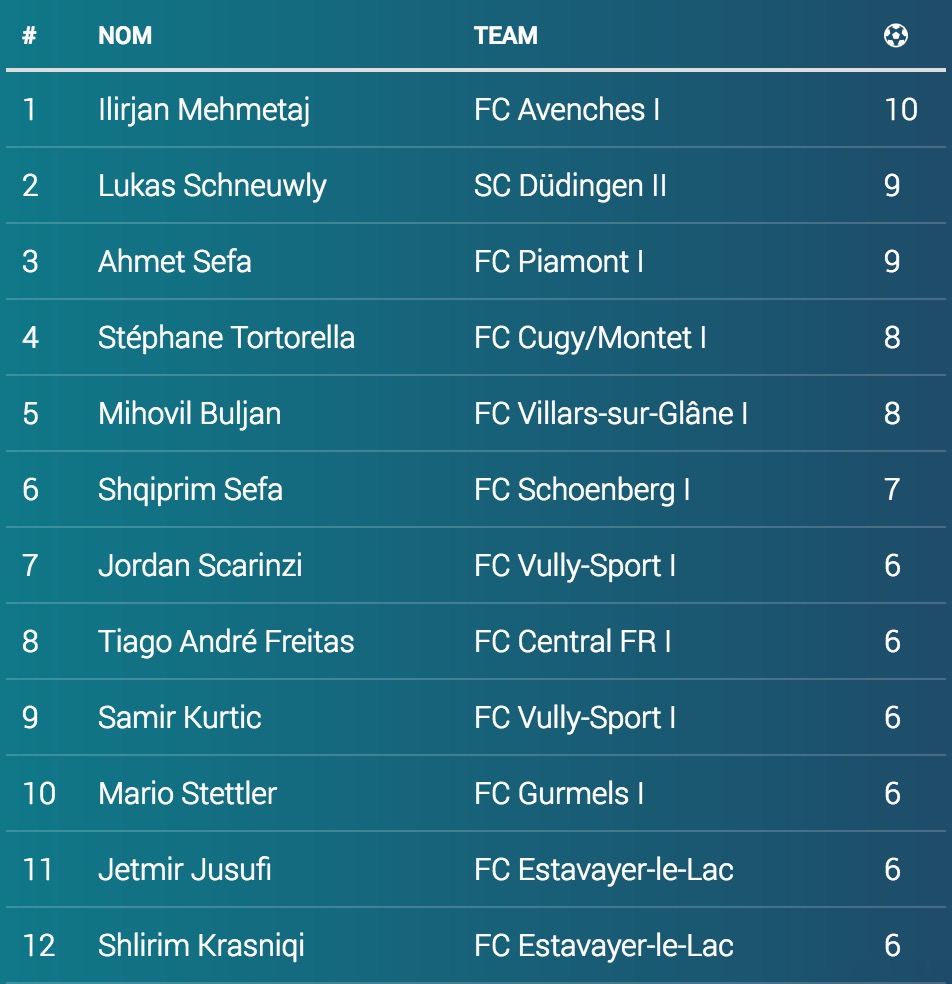 # NOM TEAM
1 Ilirjan Mehmetaj FC Avenches I 10
2 Lukas Schneuwly SC Düdingen II 9
3 Ahmet Sefa FC Piamont I 9
4 Stéphane Tortorella FC Cugy/Montet I 8
5 Mihovil Buljan FC Villars-sur-Glâne I 8
6 Shqiprim Sefa FC Schoenberg I 7
7 Jordan Scarinzi FC Vully-Sport I 6
8 Tiago André Freitas FC Central FR I 6
9 Samir Kurtic FC Vully-Sport I 6
10 Mario Stettler FC Gurmels I 6
11 Jetmir Jusufi FC Estavayer-le-Lac 6
12 Shlirim Krasniqi FC Estavayer-le-Lac 6